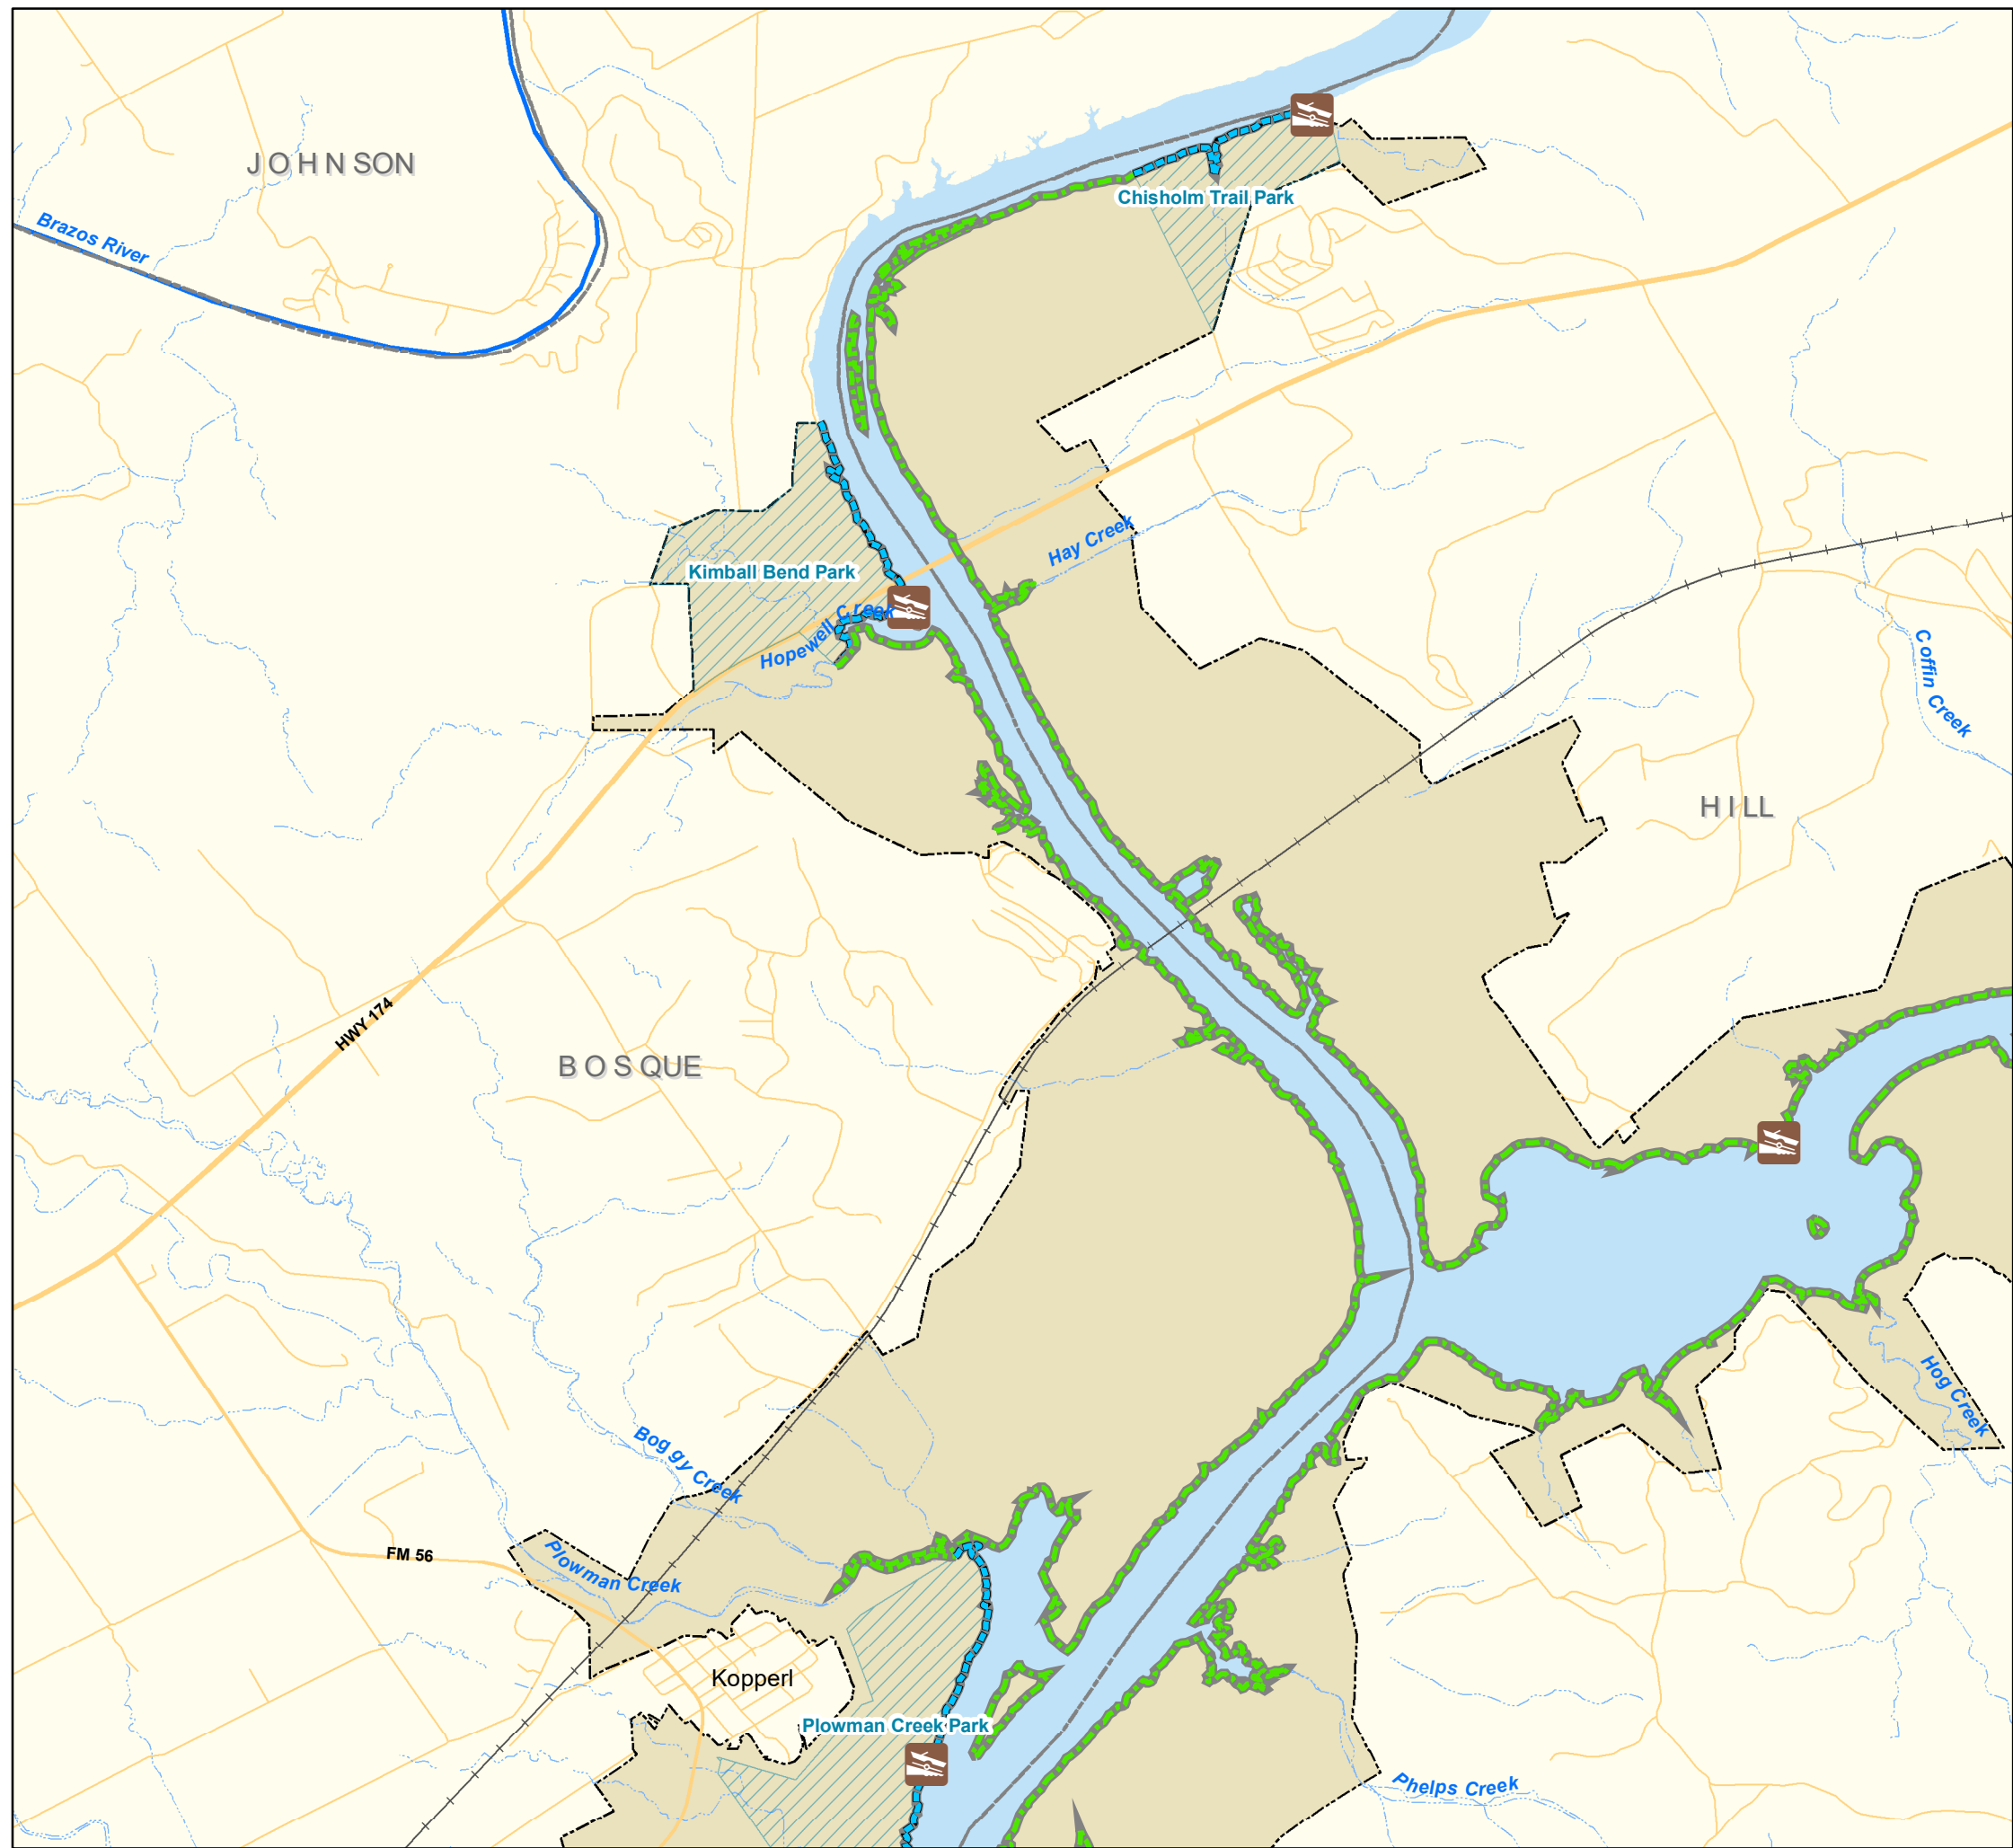 JOHNSON
Brazos River
Chisholm Trail Park
Hay Creek
Kimball Bend Park
Hopewell Creek
Coffin Creek
HILL
HWY 174
BOSQUE
Hog Creek
Boggy Creek
FM 56
Plowman Creek
Kopperl
Plowman Creek Park
Phelps Creek